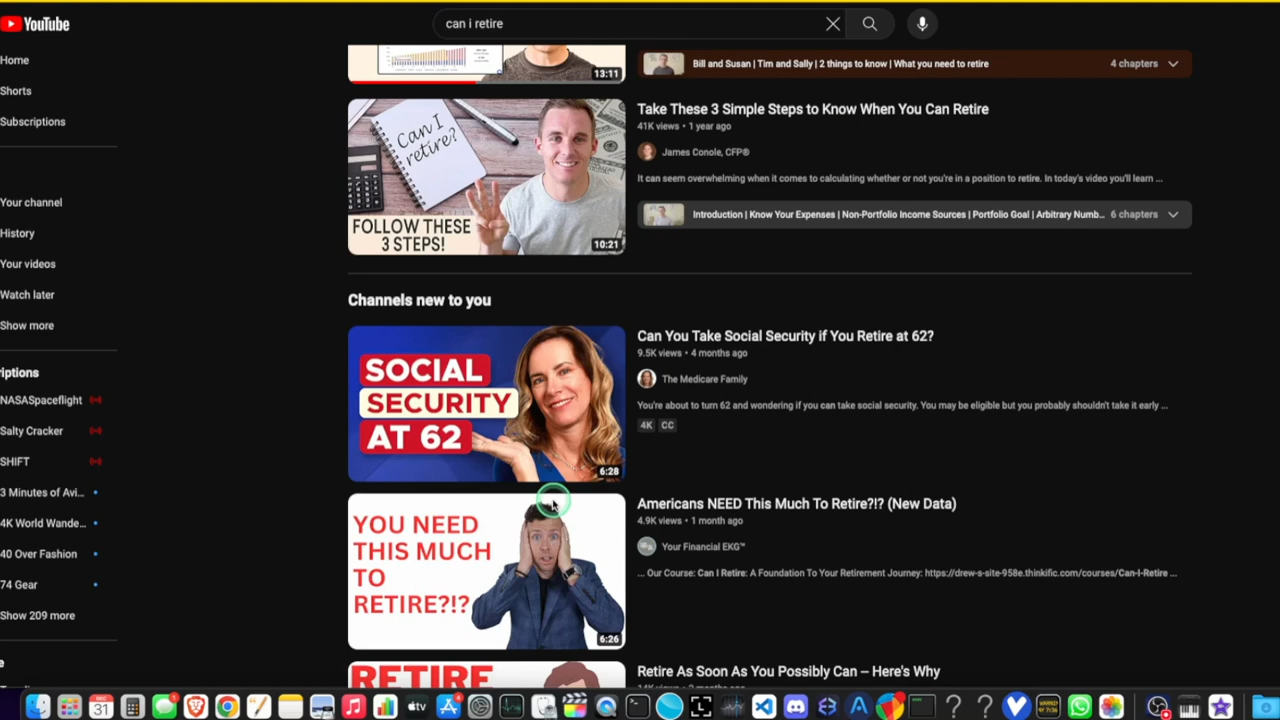 YouTube
can i retire
Home
Shorts
Subscriptions
Your channel
History
Your videos
Watch later
Show more
riptions
NASASpaceflight
Salty Cracker
SHIFT
3 Minutes of Avi...
4K World Wande...
40 Over Fashion
74 Gear
Show 209 more
e
13:11
Bill and Susan | Tim and Sally | 2 things to know | What you need to retire
4 chapters
Can I
retire?
FOLLOW THESE
3 STEPS!
10:21
Take These 3 Simple Steps to Know When You Can Retire
41K views • 1 year ago
James Conole, CFP®
It can seem overwhelming when it comes to calculating whether or not you're in a position to retire. In today's video you'll learn ...
Introduction | Know Your Expenses | Non-Portfolio Income Sources | Portfolio Goal | Arbitrary Numb...
6 chapters
Channels new to you
SOCIAL
SECURITY
AT 62
6:28
Can You Take Social Security if You Retire at 62?
9.5K views • 4 months ago
The Medicare Family
You're about to turn 62 and wondering if you can take social security. You may be eligible but you probably shouldn't take it early ...
4K CC
YOU NEED
THIS MUCH
TO
RETIRE?!?
6:26
Americans NEED This Much To Retire?!? (New Data)
4.9K views • 1 month ago
Your Financial EKG™
... Our Course: Can I Retire: A Foundation To Your Retirement Journey: https://drew-s-site-958e.thinkific.com/courses/Can-I-Retire ...
RETIRE
Retire As Soon As You Possibly Can – Here's Why
DEC
31
1
tv
4